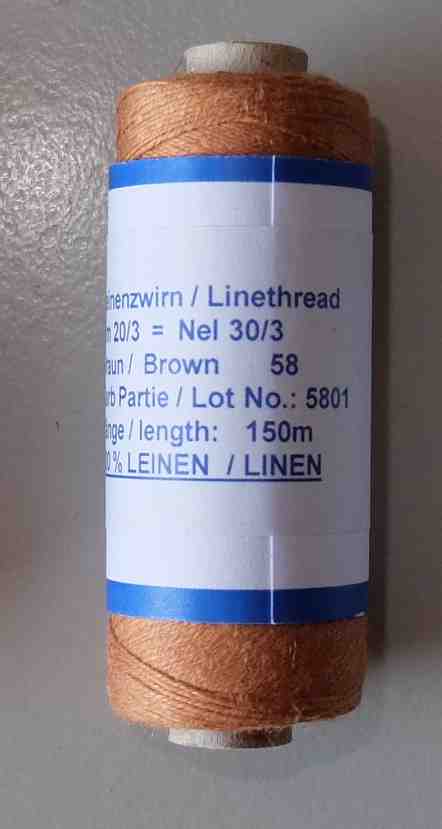 inenzwirn / Linethread
m 20/3 = Nel 30/3
raun / Brown 58
rb Partie / Lot No.: 5801
nge / length: 150m
0 % LEINEN / LINEN